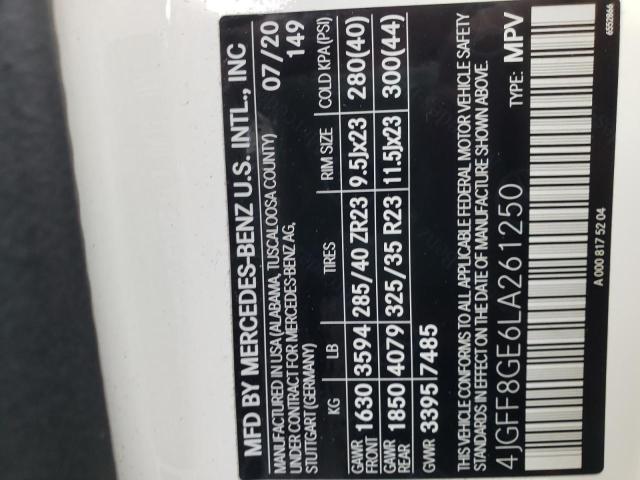 MFD BY MERCEDES-BENZ U.S. INTL., INC
MANUFACTURED IN USA (ALABAMA, TUSCALOOSA COUNTY) 07/20
UNDER CONTRACT FOR MERCEDES-BENZ AG, 149
STUTTGART (GERMANY)
KG LB TIRES RIM SIZE COLD KPA(PSI)
GAWR FRONT 1630 3594 285/40 ZR23 9.5Jx23 280(40)
GAWR REAR 1850 4079 325/35 R23 11.5Jx23 300(44)
GVWR 3395 7485
THIS VEHICLE CONFORMS TO ALL APPLICABLE FEDERAL MOTOR VEHICLE SAFETY
STANDARDS IN EFFECT ON THE DATE OF MANUFACTURE SHOWN ABOVE.
4JGFF8GE6LA261250 TYPE: MPV
A 000 817 52 04
6552866